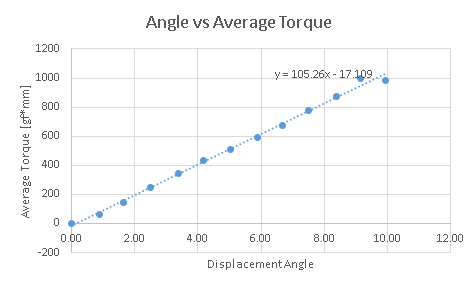 Angle vs Average Torque
1200
1000
y = 105.26x - 17.109
800
600
400
200
0
-200
0.00 2.00 4.00 6.00 8.00 10.00 12.00
Average Torque [gf*mm]
Displacement Angle